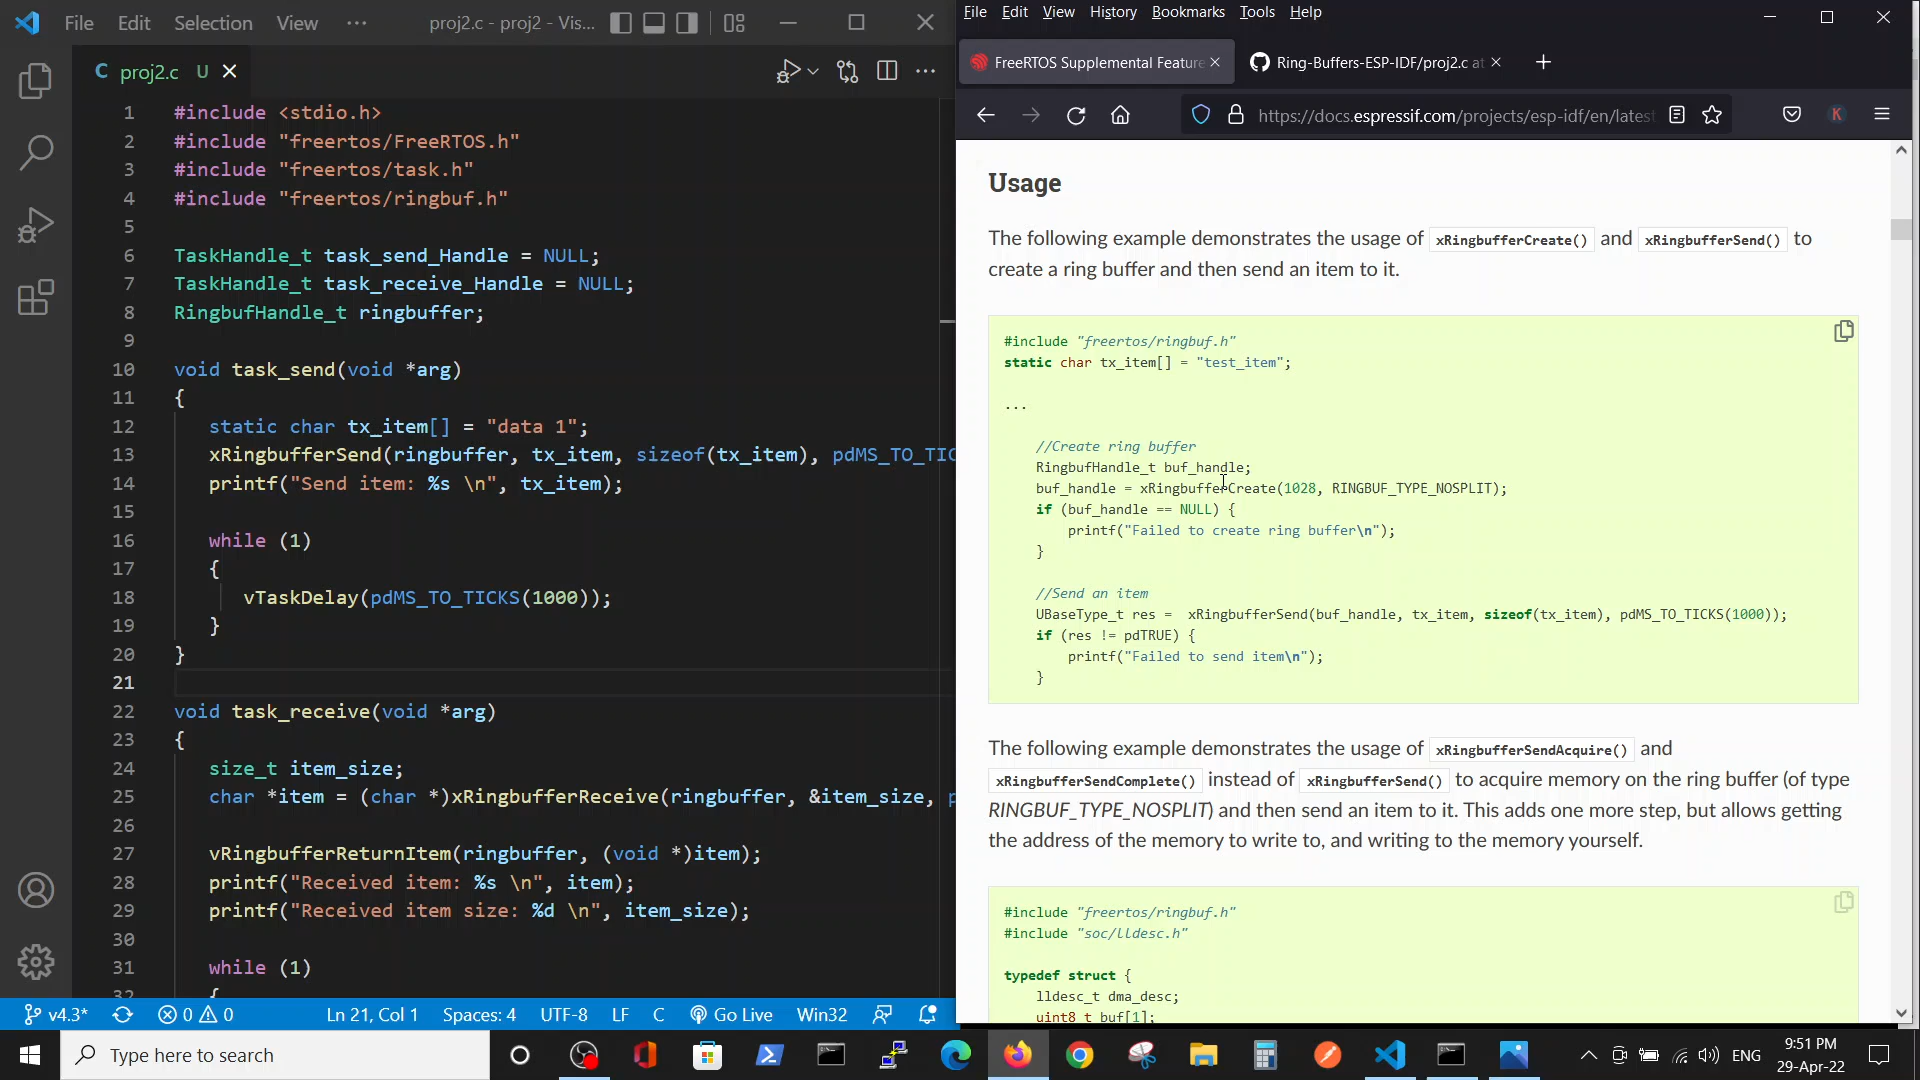 File Edit Selection View ··· proj2.c - proj2 - Vis...
C proj2.c U
1 #include <stdio.h>
2 #include "freertos/FreeRTOS.h"
3 #include "freertos/task.h"
4 #include "freertos/ringbuf.h"
5
6 TaskHandle_t task_send_Handle = NULL;
7 TaskHandle_t task_receive_Handle = NULL;
8 RingbufHandle_t ringbuffer;
9
10 void task_send(void *arg)
11 {
12 static char tx_item[] = "data 1";
13 xRingbufferSend(ringbuffer, tx_item, sizeof(tx_item), pdMS_TO_TIC
14 printf("Send item: %s \n", tx_item);
15
16 while (1)
17 {
18 vTaskDelay(pdMS_TO_TICKS(1000));
19 }
20 }
21
22 void task_receive(void *arg)
23 {
24 size_t item_size;
25 char *item = (char *)xRingbufferReceive(ringbuffer, &item_size, p
26
27 vRingbufferReturnItem(ringbuffer, (void *)item);
28 printf("Received item: %s \n", item);
29 printf("Received item size: %d \n", item_size);
30
31 while (1)
32 {
v4.3* 0 0 Ln 21, Col 1 Spaces: 4 UTF-8 LF C Go Live Win32
File Edit View History Bookmarks Tools Help
FreeRTOS Supplemental Feature Ring-Buffers-ESP-IDF/proj2.c at
https://docs.espressif.com/projects/esp-idf/en/latest K
Usage
The following example demonstrates the usage of xRingbufferCreate() and xRingbufferSend() to
create a ring buffer and then send an item to it.
#include "freertos/ringbuf.h"
static char tx_item[] = "test_item";
...
//Create ring buffer
RingbufHandle_t buf_handle;
buf_handle = xRingbufferCreate(1028, RINGBUF_TYPE_NOSPLIT);
if (buf_handle == NULL) {
printf("Failed to create ring buffer\n");
}
//Send an item
UBaseType_t res =  xRingbufferSend(buf_handle, tx_item, sizeof(tx_item), pdMS_TO_TICKS(1000));
if (res != pdTRUE) {
printf("Failed to send item\n");
}
The following example demonstrates the usage of xRingbufferSendAcquire() and
xRingbufferSendComplete() instead of xRingbufferSend() to acquire memory on the ring buffer (of type
RINGBUF_TYPE_NOSPLIT) and then send an item to it. This adds one more step, but allows getting
the address of the memory to write to, and writing to the memory yourself.
#include "freertos/ringbuf.h"
#include "soc/lldesc.h"
typedef struct {
lldesc_t dma_desc;
uint8_t buf[1];
Type here to search
ENG 9:51 PM
29-Apr-22